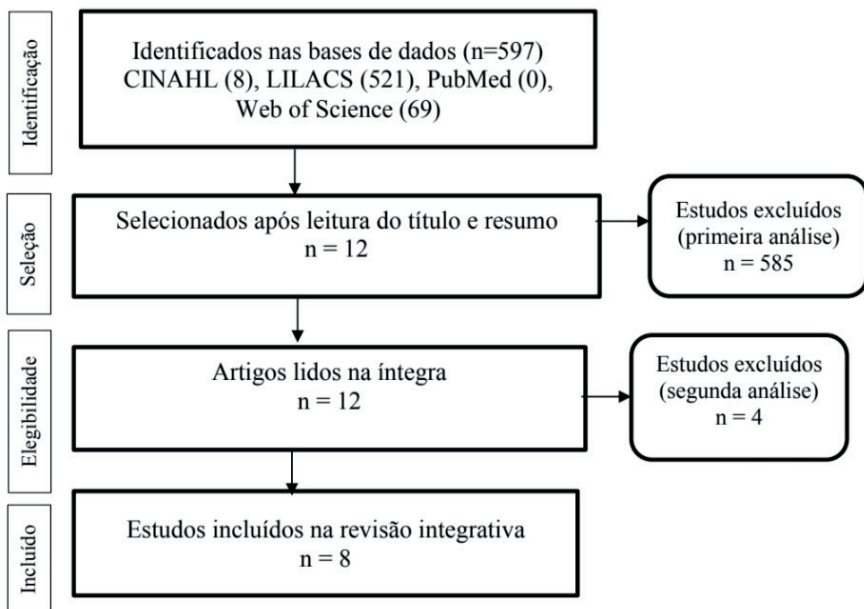 Identificação
Identificados nas bases de dados (n=597)
CINAHL (8), LILACS (521), PubMed (0),
Web of Science (69)
Seleção
Selecionados após leitura do título e resumo
n = 12
Estudos excluídos
(primeira análise)
n = 585
Elegibilidade
Artigos lidos na íntegra
n = 12
Estudos excluídos
(segunda análise)
n = 4
Incluído
Estudos incluídos na revisão integrativa
n = 8